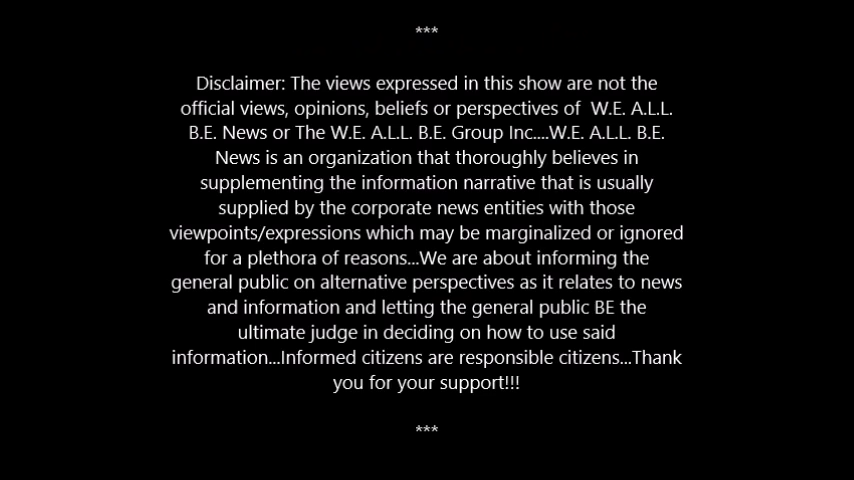 ***
Disclaimer: The views expressed in this show are not the
official views, opinions, beliefs or perspectives of  W.E. A.L.L.
B.E. News or The W.E. A.L.L. B.E. Group Inc....W.E. A.L.L. B.E.
News is an organization that thoroughly believes in
supplementing the information narrative that is usually
supplied by the corporate news entities with those
viewpoints/expressions which may be marginalized or ignored
for a plethora of reasons...We are about informing the
general public on alternative perspectives as it relates to news
and information and letting the general public BE the
ultimate judge in deciding on how to use said
information...Informed citizens are responsible citizens...Thank
you for your support!!!
***